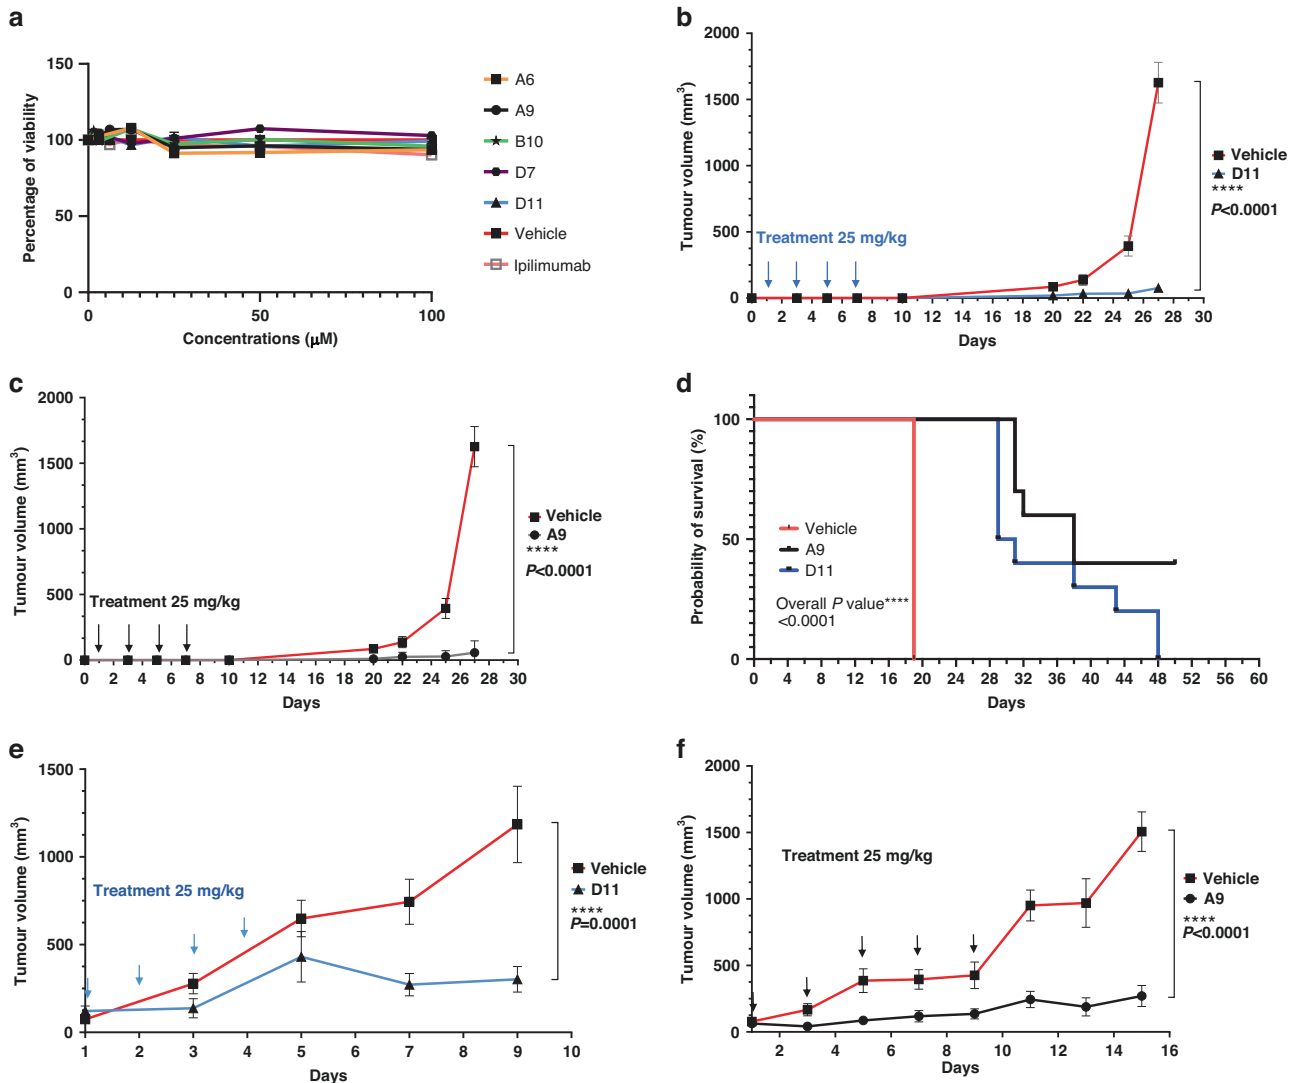 a
150
100
50
0
Percentage of viability
0
50
100
Concentrations (µM)
A6
A9
B10
D7
D11
Vehicle
Ipilimumab
b
2000
1500
1000
500
0
Tumour volume (mm³)
Treatment 25 mg/kg
0 2 4 6 8 10 12 14 16 18 20 22 24 26 28 30
Days
Vehicle
D11
****
P<0.0001
c
2000
1500
1000
500
0
Tumour volume (mm³)
Treatment 25 mg/kg
0 2 4 6 8 10 12 14 16 18 20 22 24 26 28 30
Days
Vehicle
A9
****
P<0.0001
d
100
50
0
Probability of survival (%)
Vehicle
A9
D11
Overall P value****
<0.0001
0 4 8 12 16 20 24 28 32 36 40 44 48 52 56 60
Days
e
1500
1000
500
0
Tumour volume (mm³)
Treatment 25 mg/kg
1 2 3 4 5 6 7 8 9 10
Days
Vehicle
D11
****
P=0.0001
f
2000
1500
1000
500
0
Tumour volume (mm³)
Treatment 25 mg/kg
2 4 6 8 10 12 14 16
Days
Vehicle
A9
****
P<0.0001